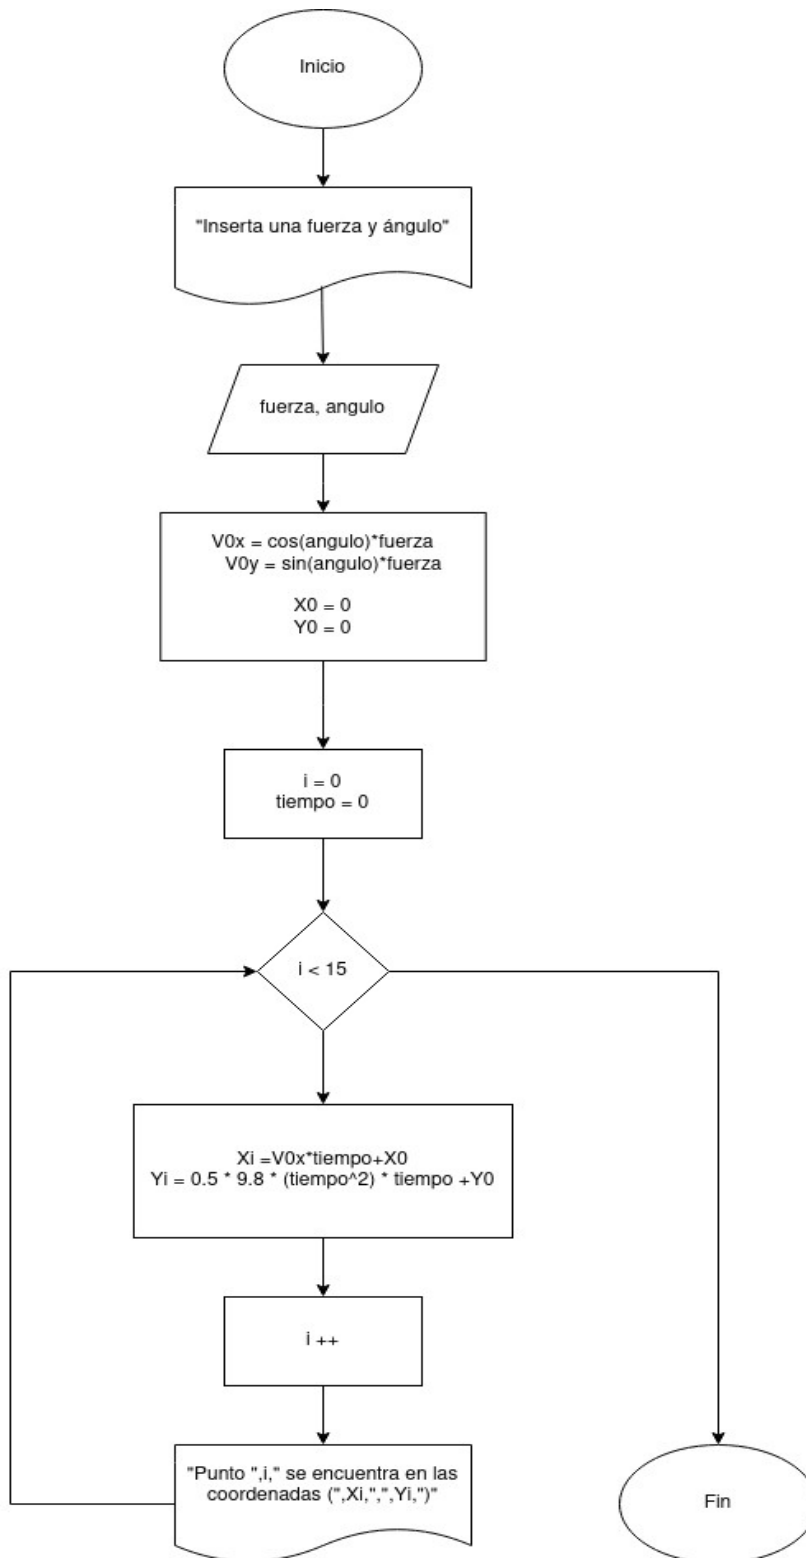 Inicio
"Inserta una fuerza y ángulo"
fuerza, angulo
V0x = cos(angulo)*fuerza
V0y = sin(angulo)*fuerza
X0 = 0
Y0 = 0
i = 0
tiempo = 0
i < 15
Xi =V0x*tiempo+X0
Yi = 0.5 * 9.8 * (tiempo^2) * tiempo +Y0
i ++
"Punto ",i," se encuentra en las
coordenadas (",Xi,",",Yi,")"
Fin